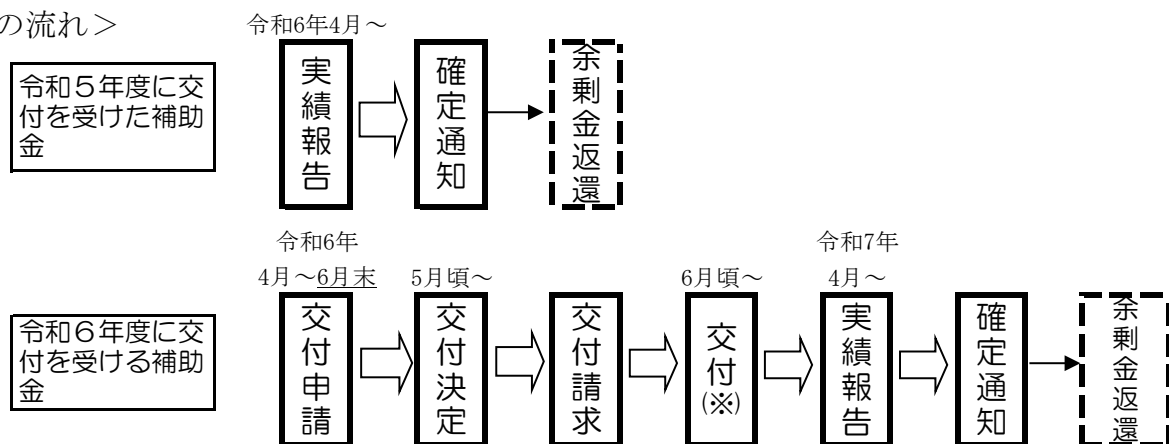 の流れ＞
令和6年4月～
令和５年度に交
付を受けた補助
金
実績報告
確定通知
余剰金返還
令和6年
4月～6月末
5月頃～
6月頃～
令和7年
4月～
令和６年度に交
付を受ける補助
金
交付申請
交付決定
交付請求
交付(※)
実績報告
確定通知
余剰金返還